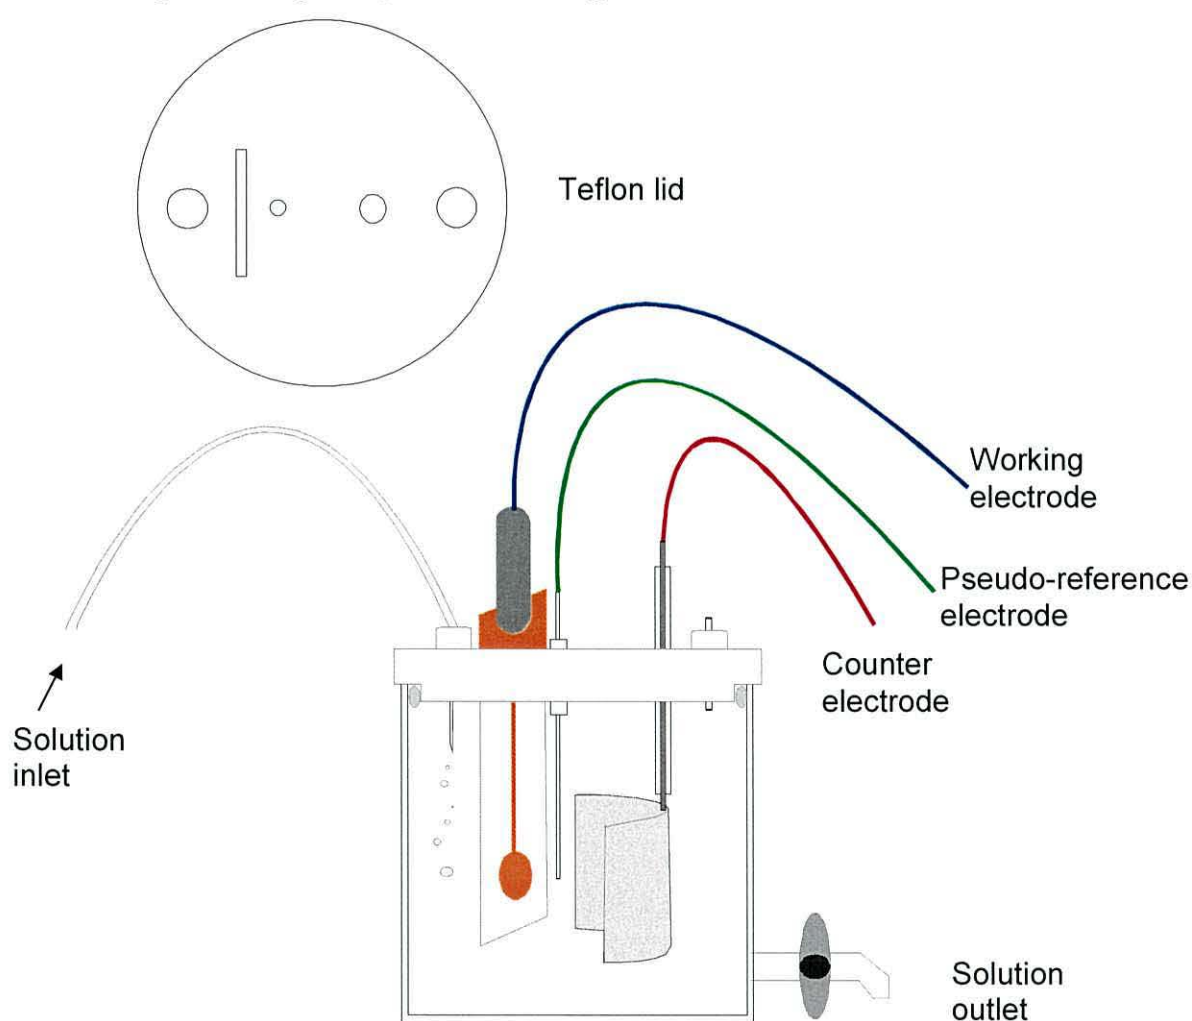 Teflon lid
Working
electrode
Pseudo-reference
electrode
Counter
electrode
Solution
inlet
Solution
outlet